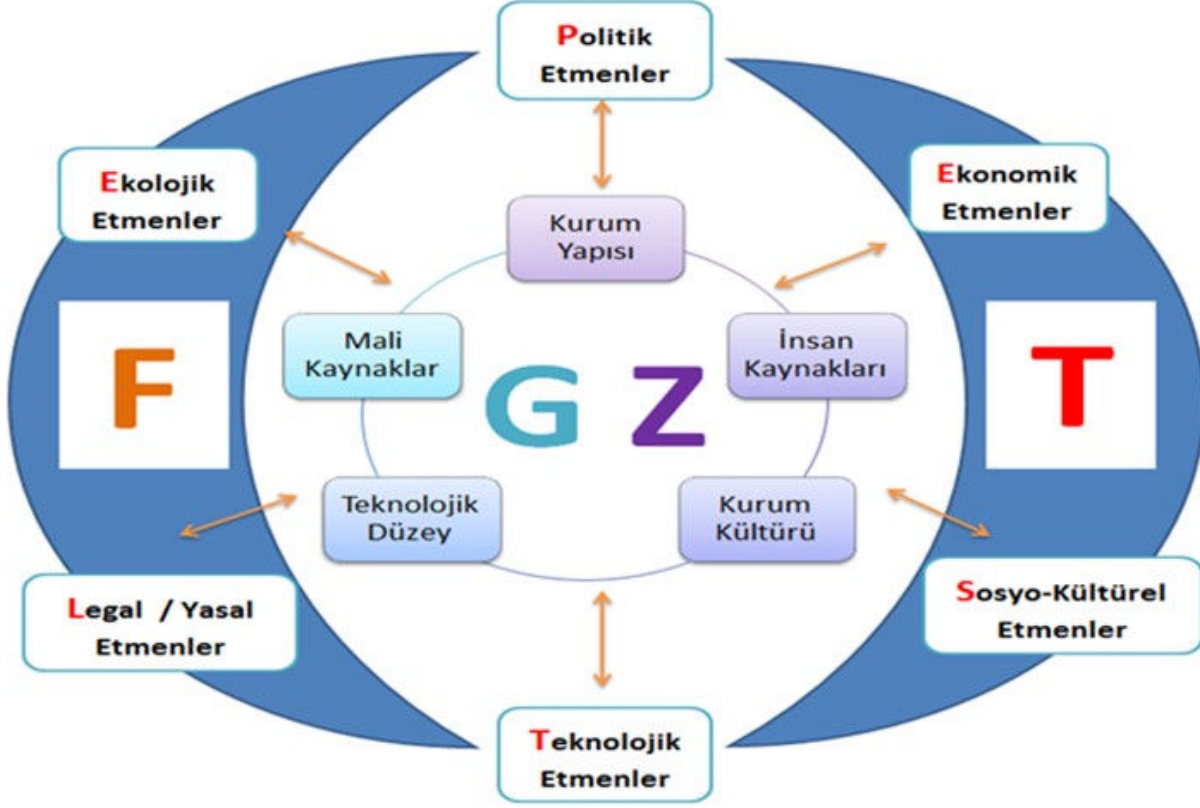 Politik
Etmenler
Ekolojik
Etmenler
Ekonomik
Etmenler
Kurum
Yapısı
Mali
Kaynaklar
İnsan
Kaynakları
F
G Z
T
Teknolojik
Düzey
Kurum
Kültürü
Legal / Yasal
Etmenler
Sosyo-Kültürel
Etmenler
Teknolojik
Etmenler